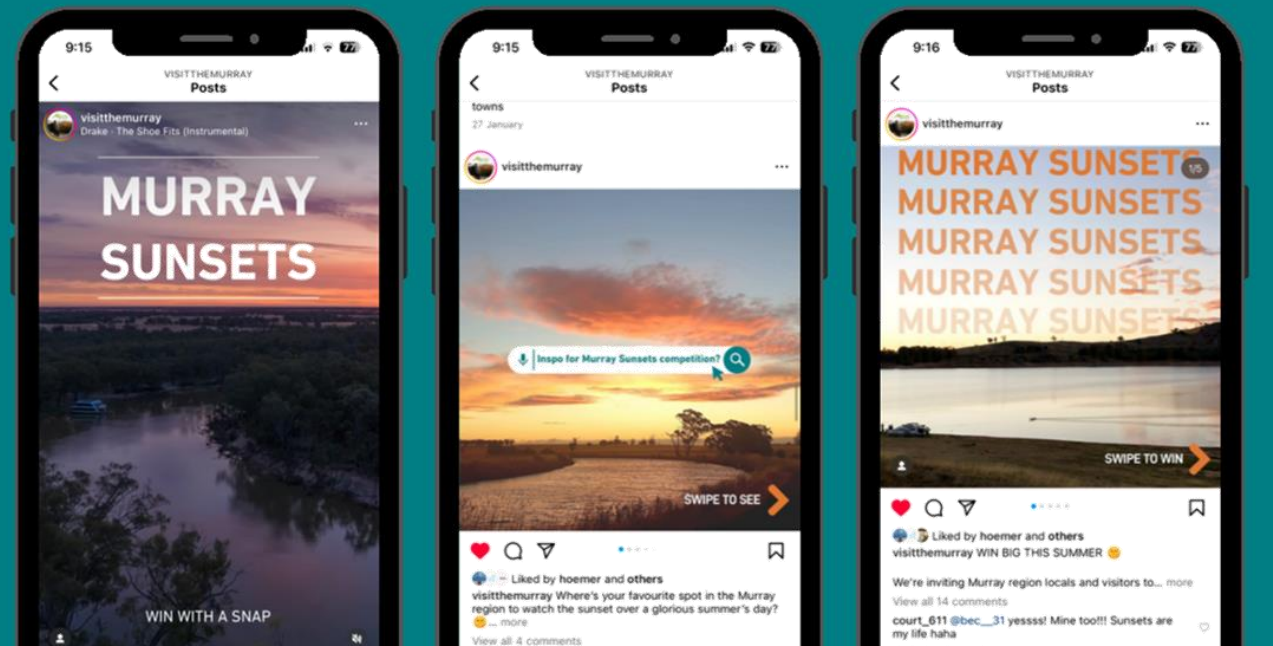 9:15
77
VISITTHEMURRAY
Posts
visitthemurray
Drake · The Shoe Fits (Instrumental)
MURRAY
SUNSETS
WIN WITH A SNAP
9:15
77
VISITTHEMURRAY
Posts
towns
27 January
visitthemurray
Inspo for Murray Sunsets competition?
SWIPE TO SEE
Liked by hoemer and others
visitthemurray Where's your favourite spot in the Murray
region to watch the sunset over a glorious summer's day?
... more
View all 4 comments
9:16
77
VISITTHEMURRAY
Posts
visitthemurray
1/5
MURRAY SUNSETS
MURRAY SUNSETS
MURRAY SUNSETS
MURRAY SUNSETS
MURRAY SUNSETS
SWIPE TO WIN
Liked by hoemer and others
visitthemurray WIN BIG THIS SUMMER
We're inviting Murray region locals and visitors to... more
View all 14 comments
court_611 @bec__31 yessss! Mine too!!! Sunsets are
my life haha